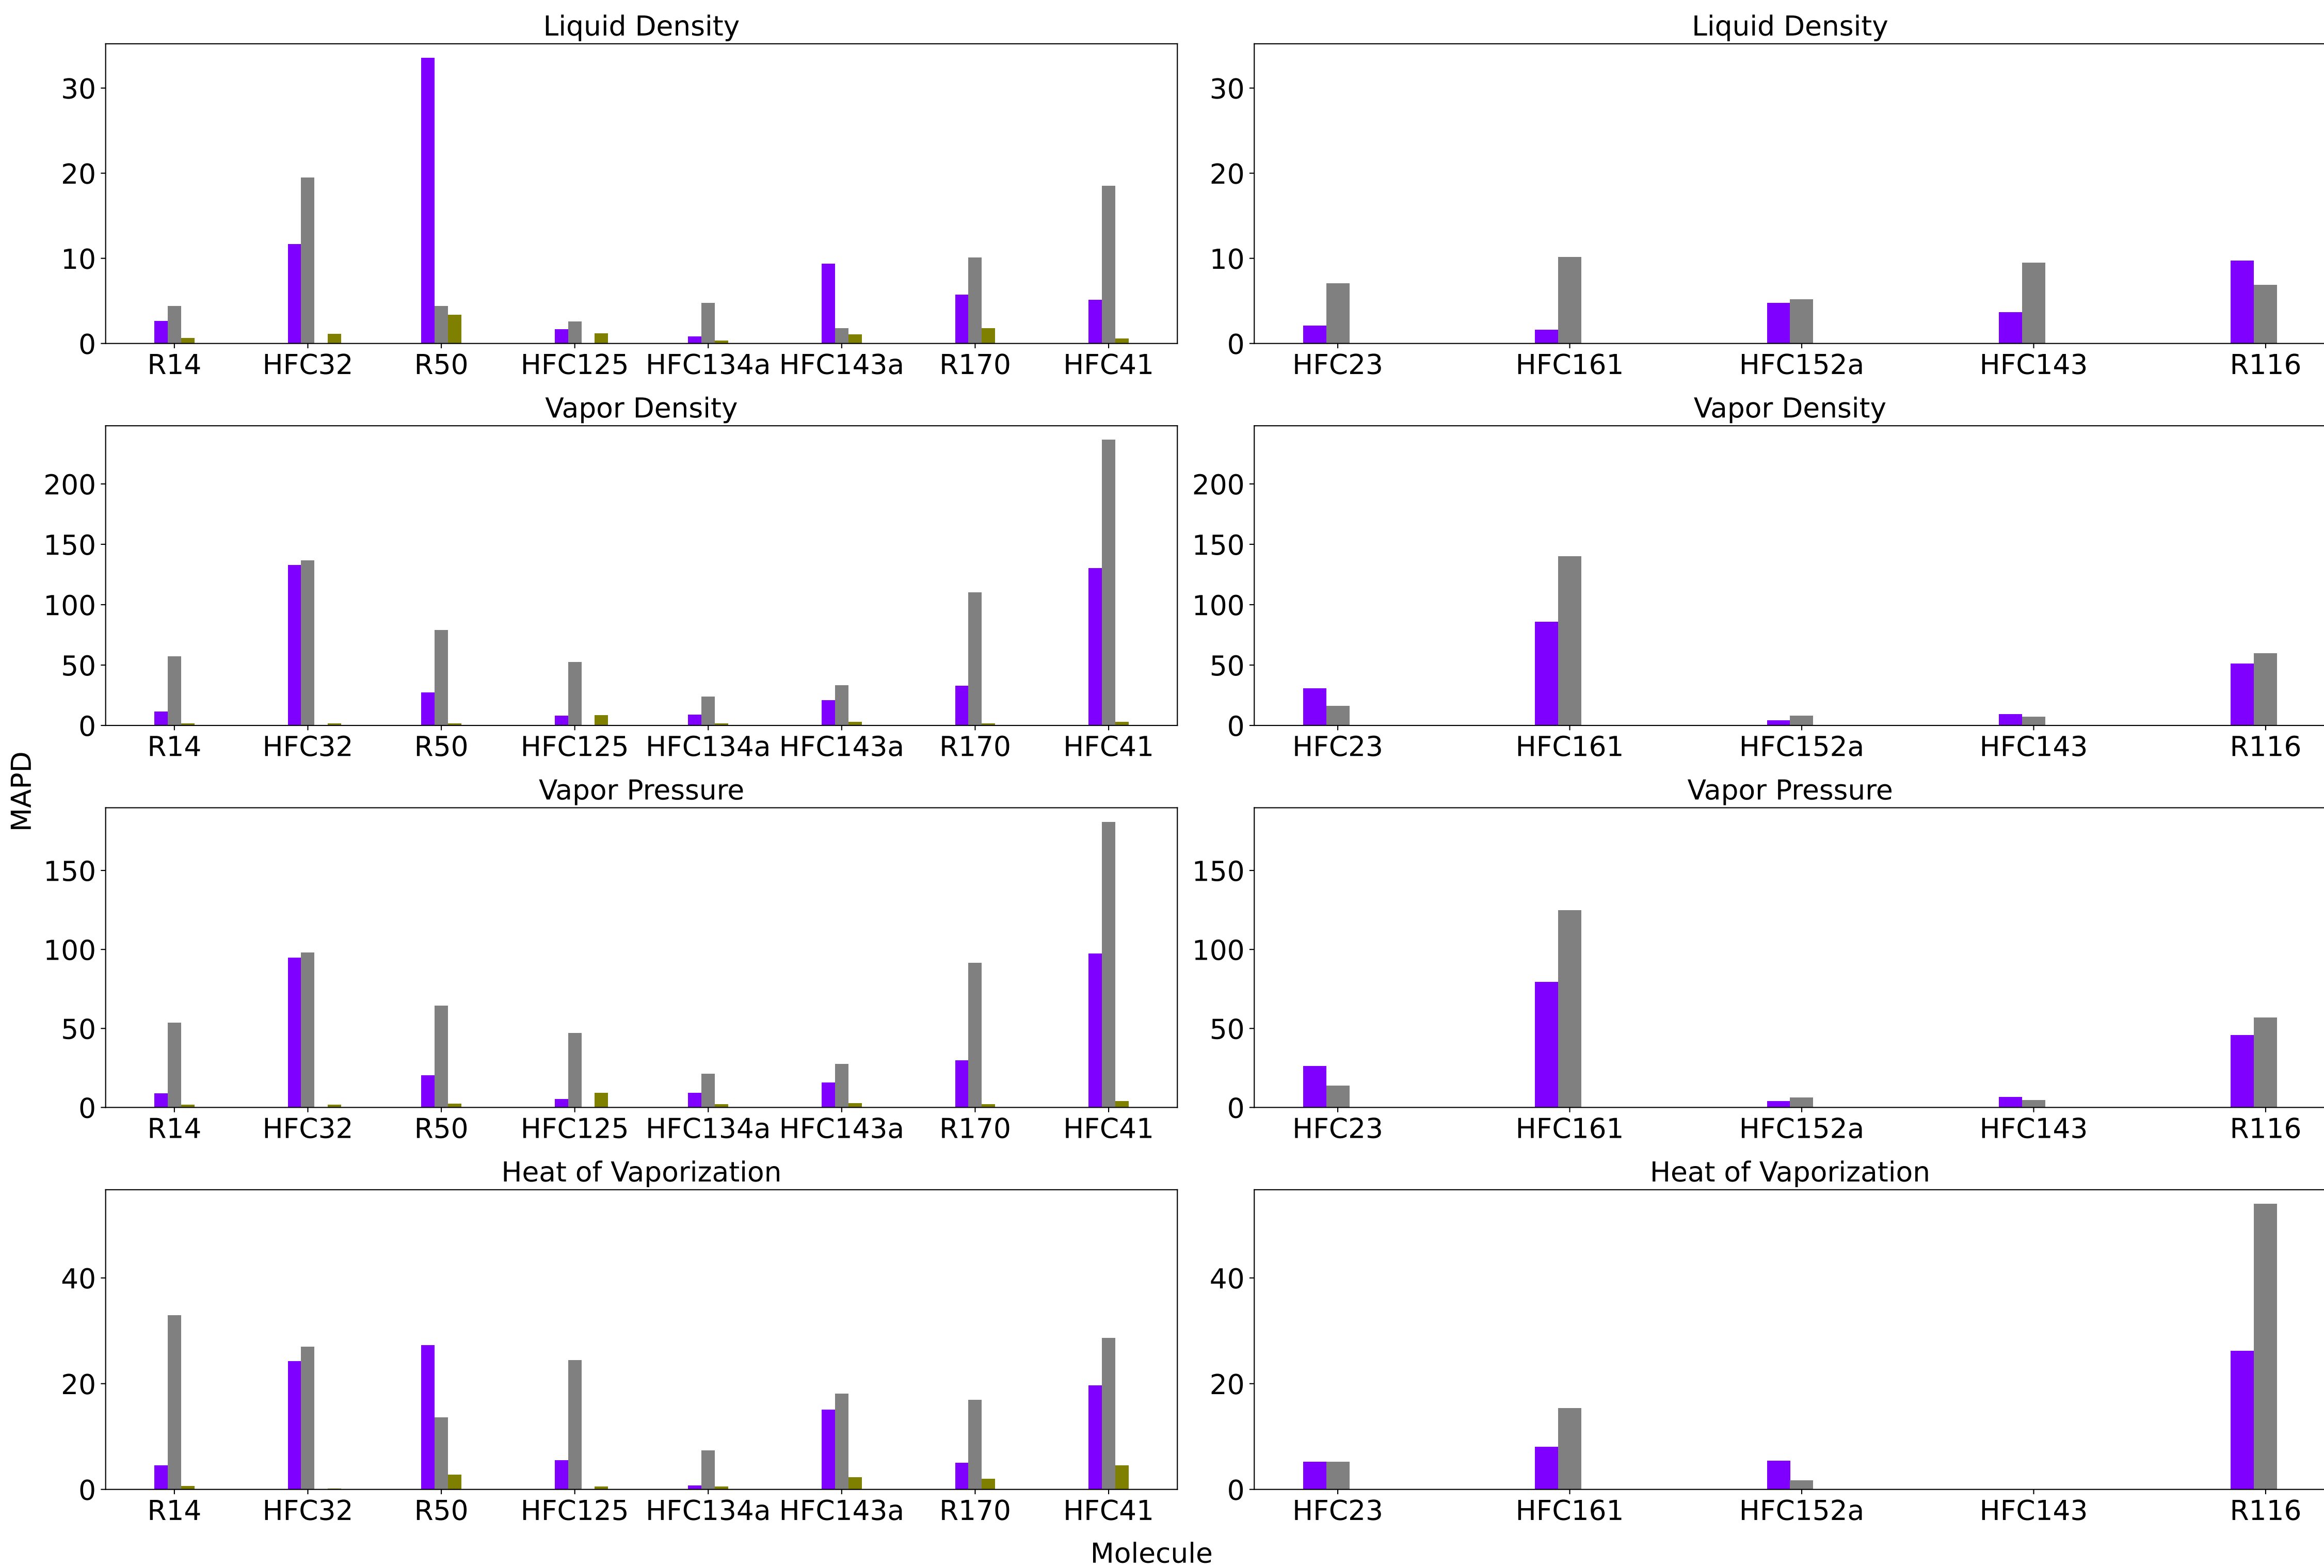 Liquid Density
30
20
10
0
R14 HFC32 R50 HFC125 HFC134a HFC143a R170 HFC41
Liquid Density
30
20
10
0
HFC23 HFC161 HFC152a HFC143 R116
Vapor Density
200
150
100
50
0
R14 HFC32 R50 HFC125 HFC134a HFC143a R170 HFC41
Vapor Density
200
150
100
50
0
HFC23 HFC161 HFC152a HFC143 R116
MAPD
Vapor Pressure
150
100
50
0
R14 HFC32 R50 HFC125 HFC134a HFC143a R170 HFC41
Vapor Pressure
150
100
50
0
HFC23 HFC161 HFC152a HFC143 R116
Heat of Vaporization
40
20
0
R14 HFC32 R50 HFC125 HFC134a HFC143a R170 HFC41
Heat of Vaporization
40
20
0
HFC23 HFC161 HFC152a HFC143 R116
Molecule